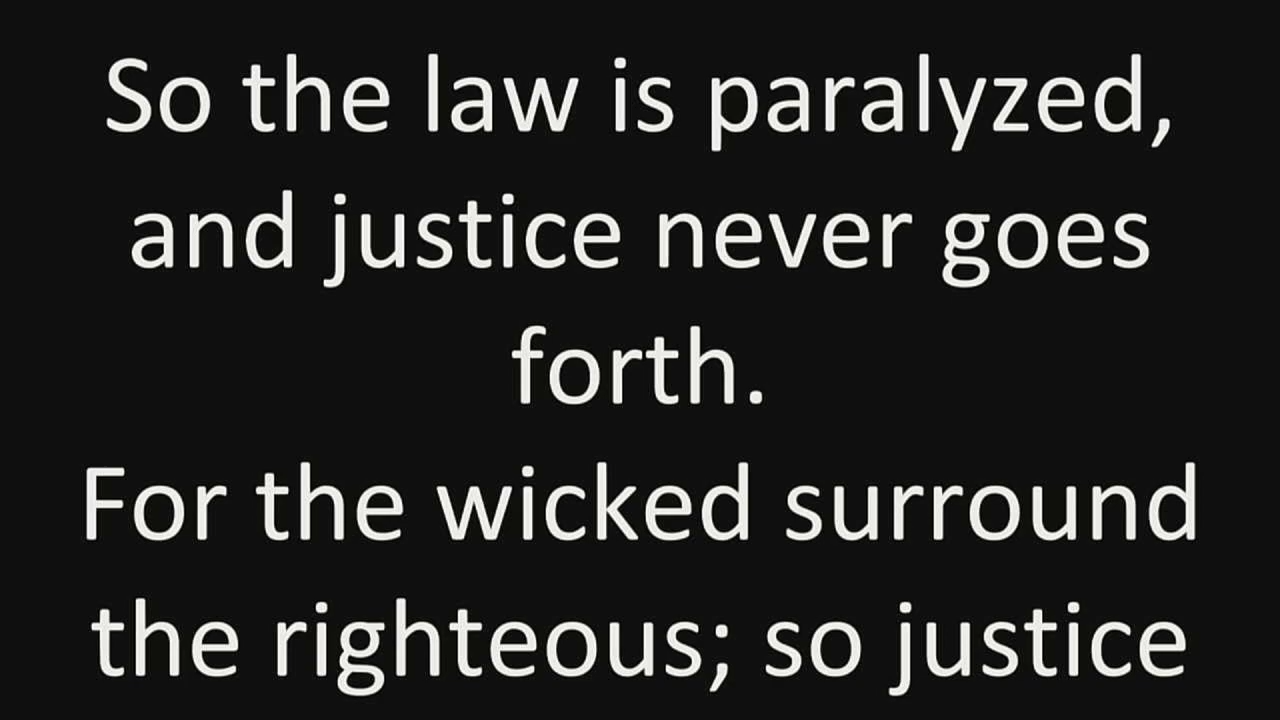 So the law is paralyzed,
and justice never goes
forth.
For the wicked surround
the righteous; so justice